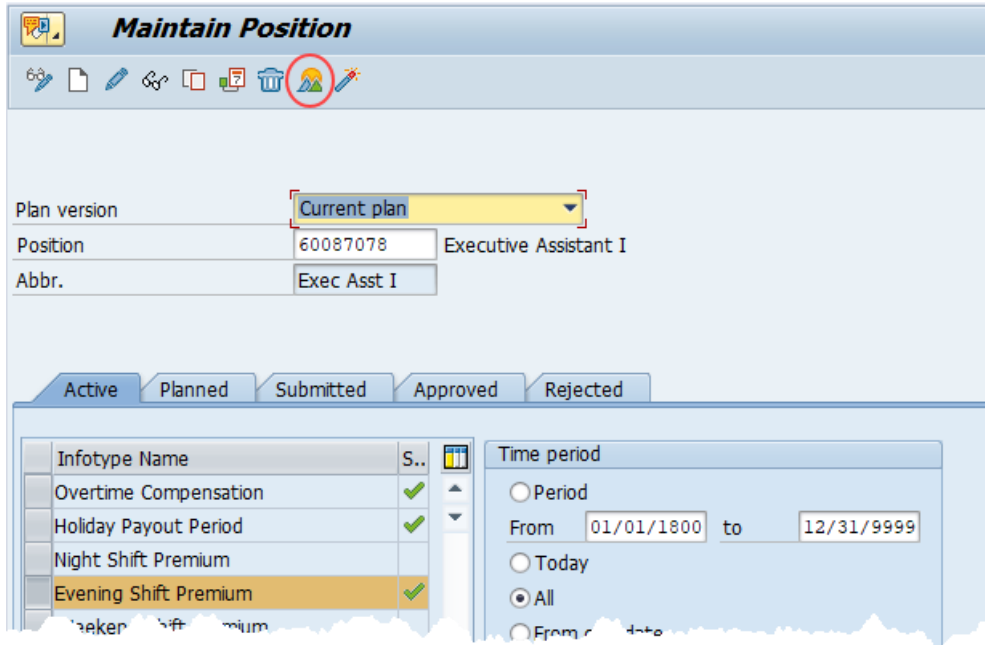 Maintain Position
Plan version Current plan
Position 60087078 Executive Assistant I
Abbr. Exec Asst I
Active Planned Submitted Approved Rejected
Infotype Name S..
Overtime Compensation
Holiday Payout Period
Night Shift Premium
Evening Shift Premium
Time period
Period
From 01/01/1800 to 12/31/9999
Today
All
From